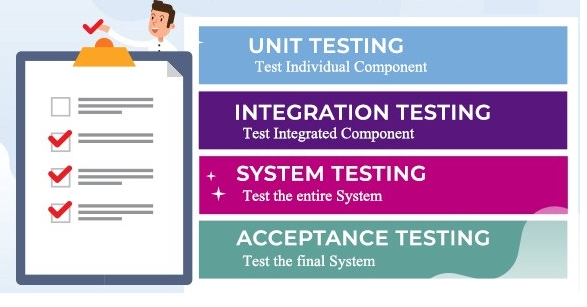 UNIT TESTING
Test Individual Component
INTEGRATION TESTING
Test Integrated Component
SYSTEM TESTING
Test the entire System
ACCEPTANCE TESTING
Test the final System